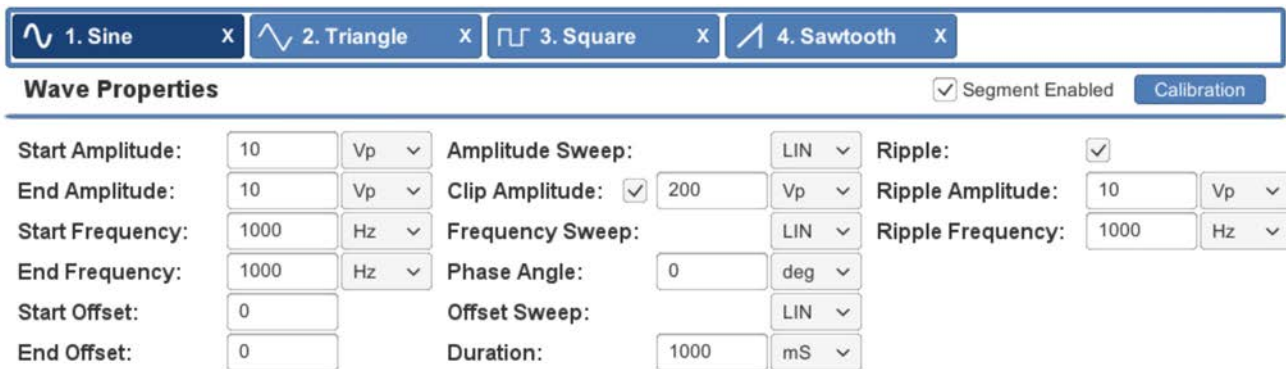 1. Sine X 2. Triangle X 3. Square X 4. Sawtooth X
Wave Properties Segment Enabled Calibration
Start Amplitude: 10 Vp Amplitude Sweep: LIN Ripple:
End Amplitude: 10 Vp Clip Amplitude: 200 Vp Ripple Amplitude: 10 Vp
Start Frequency: 1000 Hz Frequency Sweep: LIN Ripple Frequency: 1000 Hz
End Frequency: 1000 Hz Phase Angle: 0 deg
Start Offset: 0 Offset Sweep: LIN
End Offset: 0 Duration: 1000 mS